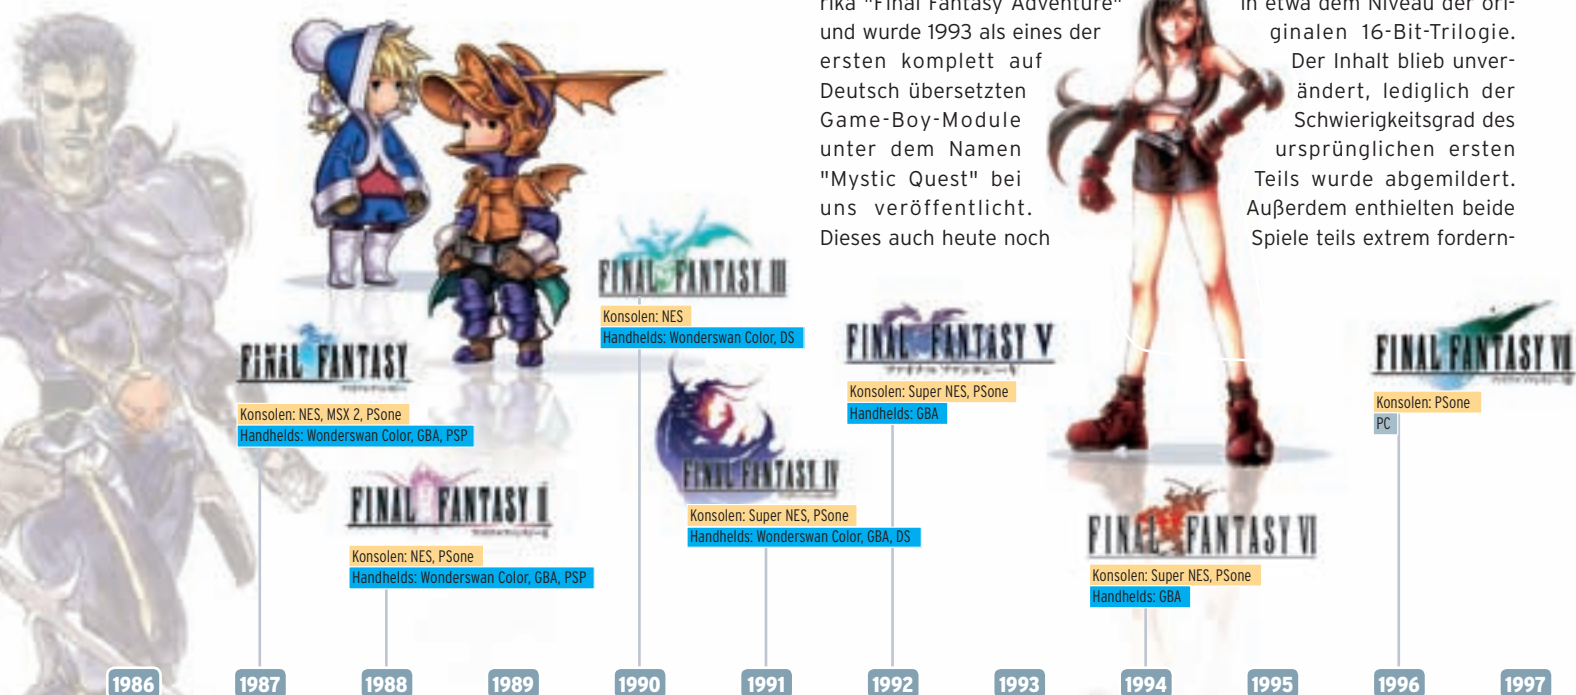 rika "Final Fantasy Adventure"
und wurde 1993 als eines der
ersten komplett auf
Deutsch übersetzten
Game-Boy-Module
unter dem Namen
"Mystic Quest" bei
uns veröffentlicht.
Dieses auch heute noch
in etwa dem Niveau der ori-
ginalen 16-Bit-Trilogie.
Der Inhalt blieb unver-
ändert, lediglich der
Schwierigkeitsgrad des
ursprünglichen ersten
Teils wurde abgemildert.
Außerdem enthielten beide
Spiele teils extrem fordern-
FINAL FANTASY
Konsolen: NES, MSX 2, PSone
Handhelds: Wonderswan Color, GBA, PSP
FINAL FANTASY II
Konsolen: NES, PSone
Handhelds: Wonderswan Color, GBA, PSP
FINAL FANTASY III
Konsolen: NES
Handhelds: Wonderswan Color, DS
FINAL FANTASY IV
Konsolen: Super NES, PSone
Handhelds: Wonderswan Color, GBA, DS
FINAL FANTASY V
Konsolen: Super NES, PSone
Handhelds: GBA
FINAL FANTASY VI
Konsolen: Super NES, PSone
Handhelds: GBA
FINAL FANTASY VII
Konsolen: PSone
PC
1986
1987
1988
1989
1990
1991
1992
1993
1994
1995
1996
1997